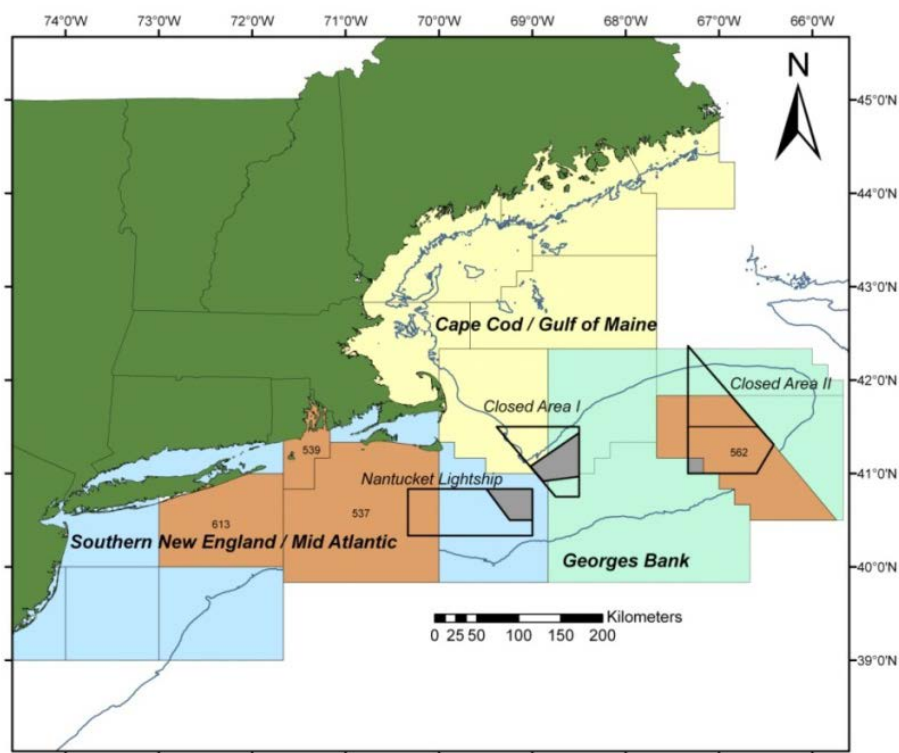 74°0'W 73°0'W 72°0'W 71°0'W 70°0'W 69°0'W 68°0'W 67°0'W 66°0'W
N
45°0'N
44°0'N
43°0'N
Cape Cod / Gulf of Maine
42°0'N
Closed Area II
Closed Area I
539
562
41°0'N
Nantucket Lightship
613
537
Southern New England / Mid Atlantic
Georges Bank
40°0'N
Kilometers
0 25 50 100 150 200
39°0'N